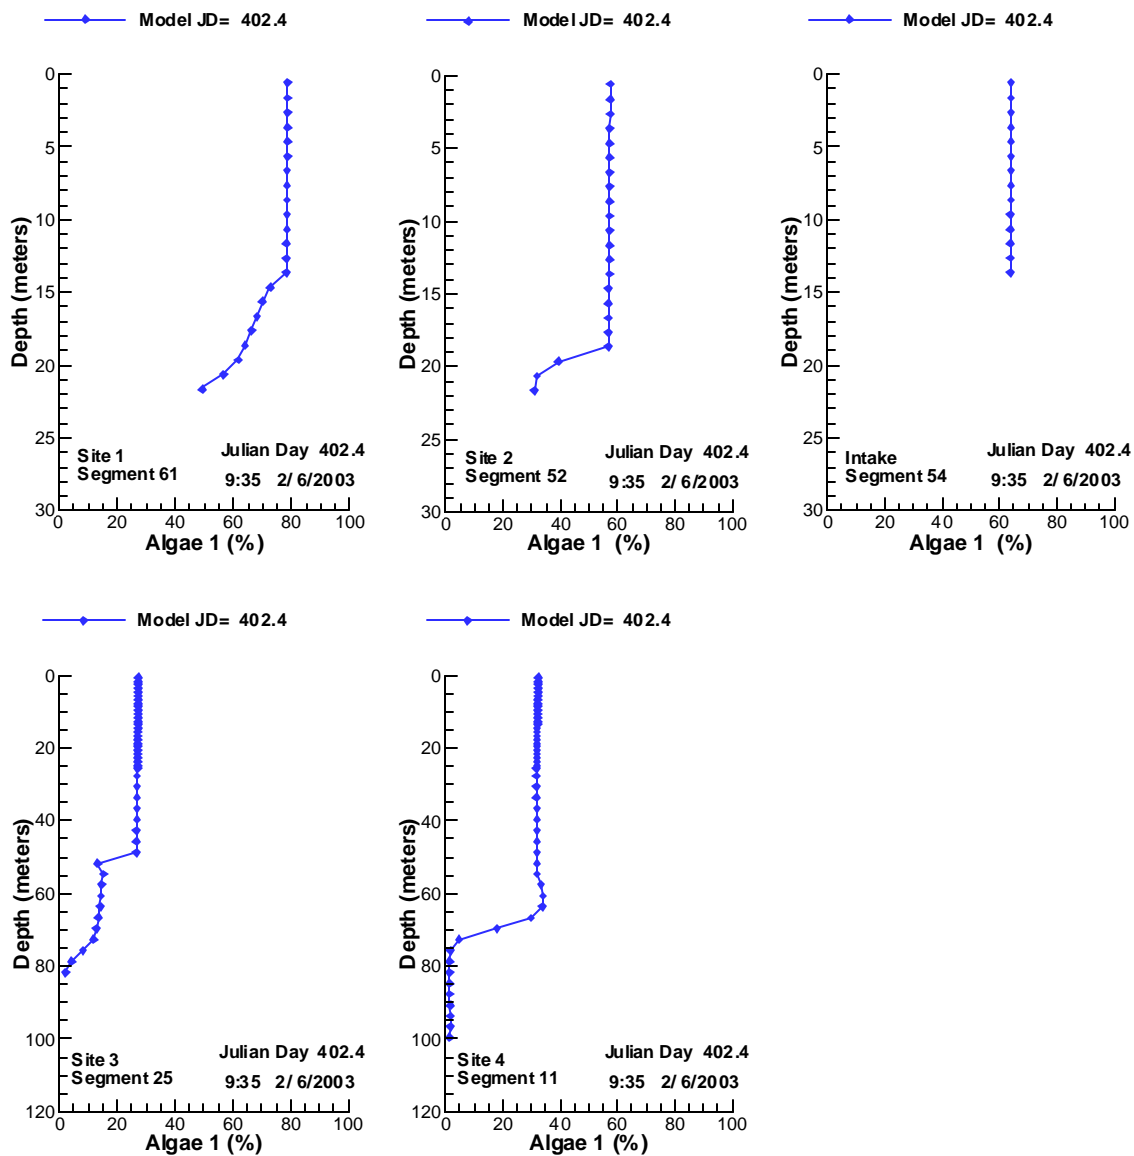 Model JD= 402.4
Model JD= 402.4
Model JD= 402.4
0
5
10
15
20
25
30
Depth (meters)
Site 1
Segment 61
Julian Day 402.4
9:35 2/ 6/2003
0 20 40 60 80 100
Algae 1 (%)
0
5
10
15
20
25
30
Depth (meters)
Site 2
Segment 52
Julian Day 402.4
9:35 2/ 6/2003
0 20 40 60 80 100
Algae 1 (%)
0
5
10
15
20
25
30
Depth (meters)
Intake
Segment 54
Julian Day 402.4
9:35 2/ 6/2003
0 20 40 60 80 100
Algae 1 (%)
Model JD= 402.4
Model JD= 402.4
0
20
40
60
80
100
120
Depth (meters)
Site 3
Segment 25
Julian Day 402.4
9:35 2/ 6/2003
0 20 40 60 80 100
Algae 1 (%)
0
20
40
60
80
100
120
Depth (meters)
Site 4
Segment 11
Julian Day 402.4
9:35 2/ 6/2003
0 20 40 60 80 100
Algae 1 (%)